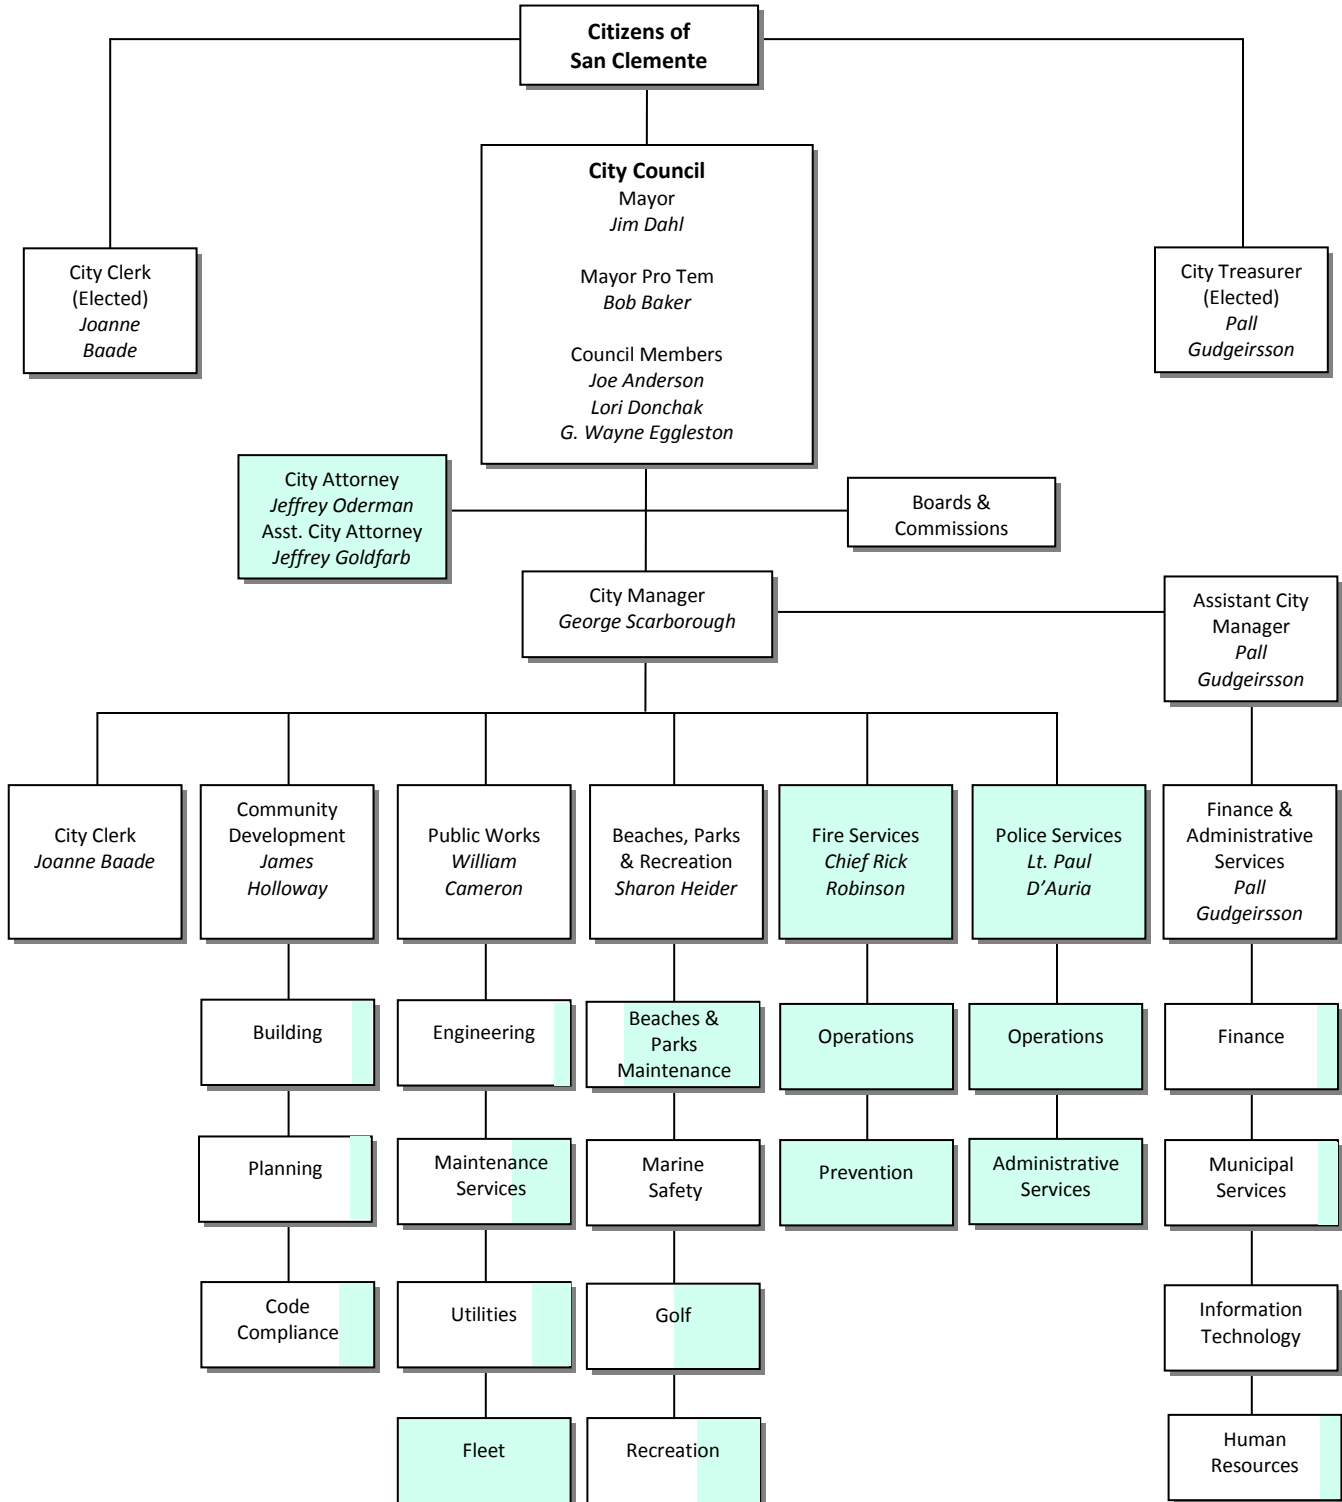 Citizens of
San Clemente
City Council
Mayor
Jim Dahl
Mayor Pro Tem
Bob Baker
Council Members
Joe Anderson
Lori Donchak
G. Wayne Eggleston
City Clerk
(Elected)
Joanne
Baade
City Treasurer
(Elected)
Pall
Gudgeirsson
City Attorney
Jeffrey Oderman
Asst. City Attorney
Jeffrey Goldfarb
Boards &
Commissions
City Manager
George Scarborough
Assistant City
Manager
Pall
Gudgeirsson
City Clerk
Joanne Baade
Community
Development
James
Holloway
Public Works
William
Cameron
Beaches, Parks
& Recreation
Sharon Heider
Fire Services
Chief Rick
Robinson
Police Services
Lt. Paul
D’Auria
Finance &
Administrative
Services
Pall
Gudgeirsson
Building
Engineering
Beaches &
Parks
Maintenance
Operations
Operations
Finance
Planning
Maintenance
Services
Marine
Safety
Prevention
Administrative
Services
Municipal
Services
Code
Compliance
Utilities
Golf
Information
Technology
Fleet
Recreation
Human
Resources